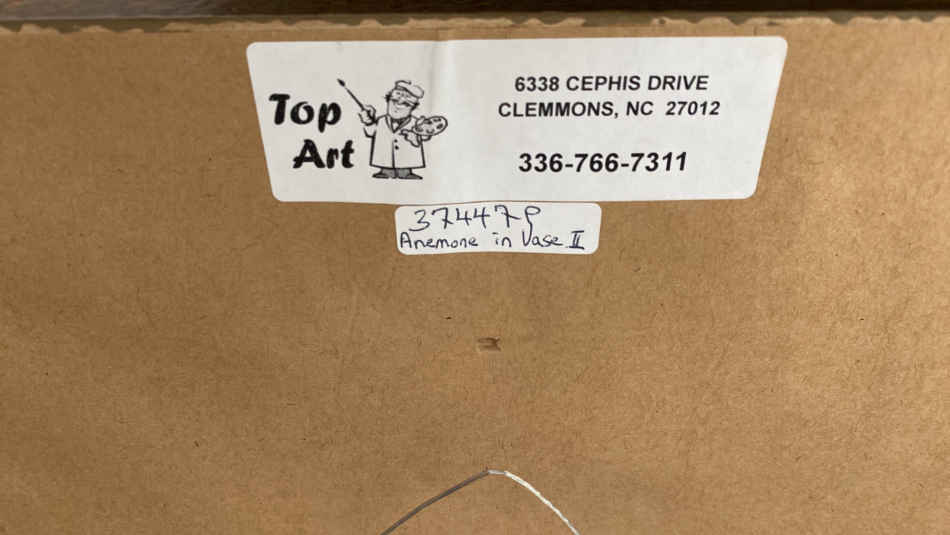 Top
Art
6338 CEPHIS DRIVE
CLEMMONS, NC 27012
336-766-7311
37447p
Anemone in Vase II